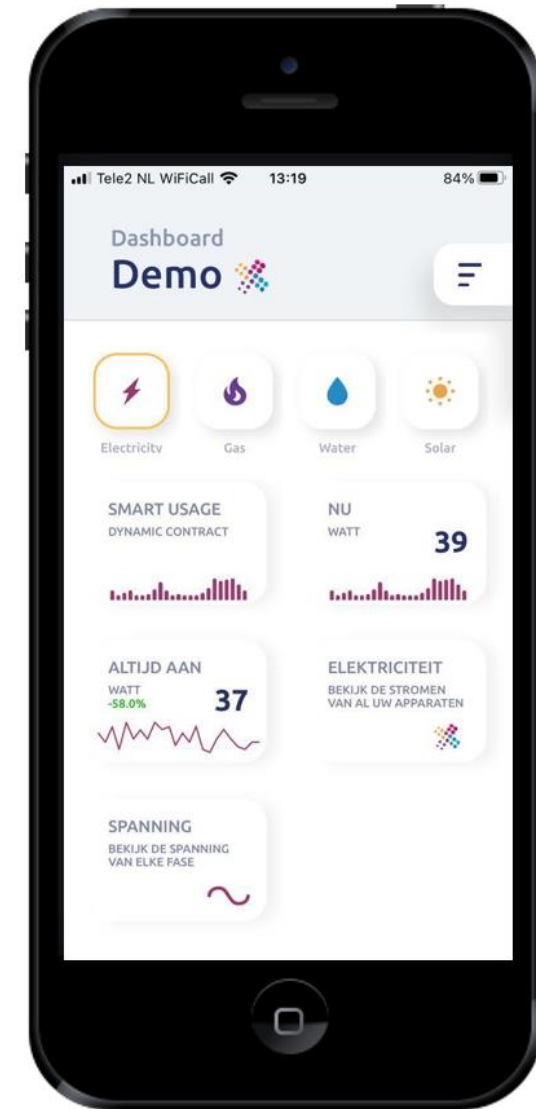 Tele2 NL WiFiCall 13:19 84%
Dashboard
Demo
Electricity Gas Water Solar
SMART USAGE
DYNAMIC CONTRACT
NU
WATT
39
ALTIJD AAN
WATT
-58.0%
37
ELEKTRICITEIT
BEKIJK DE STROMEN
VAN AL UW APPARATEN
SPANNING
BEKIJK DE SPANNING
VAN ELKE FASE